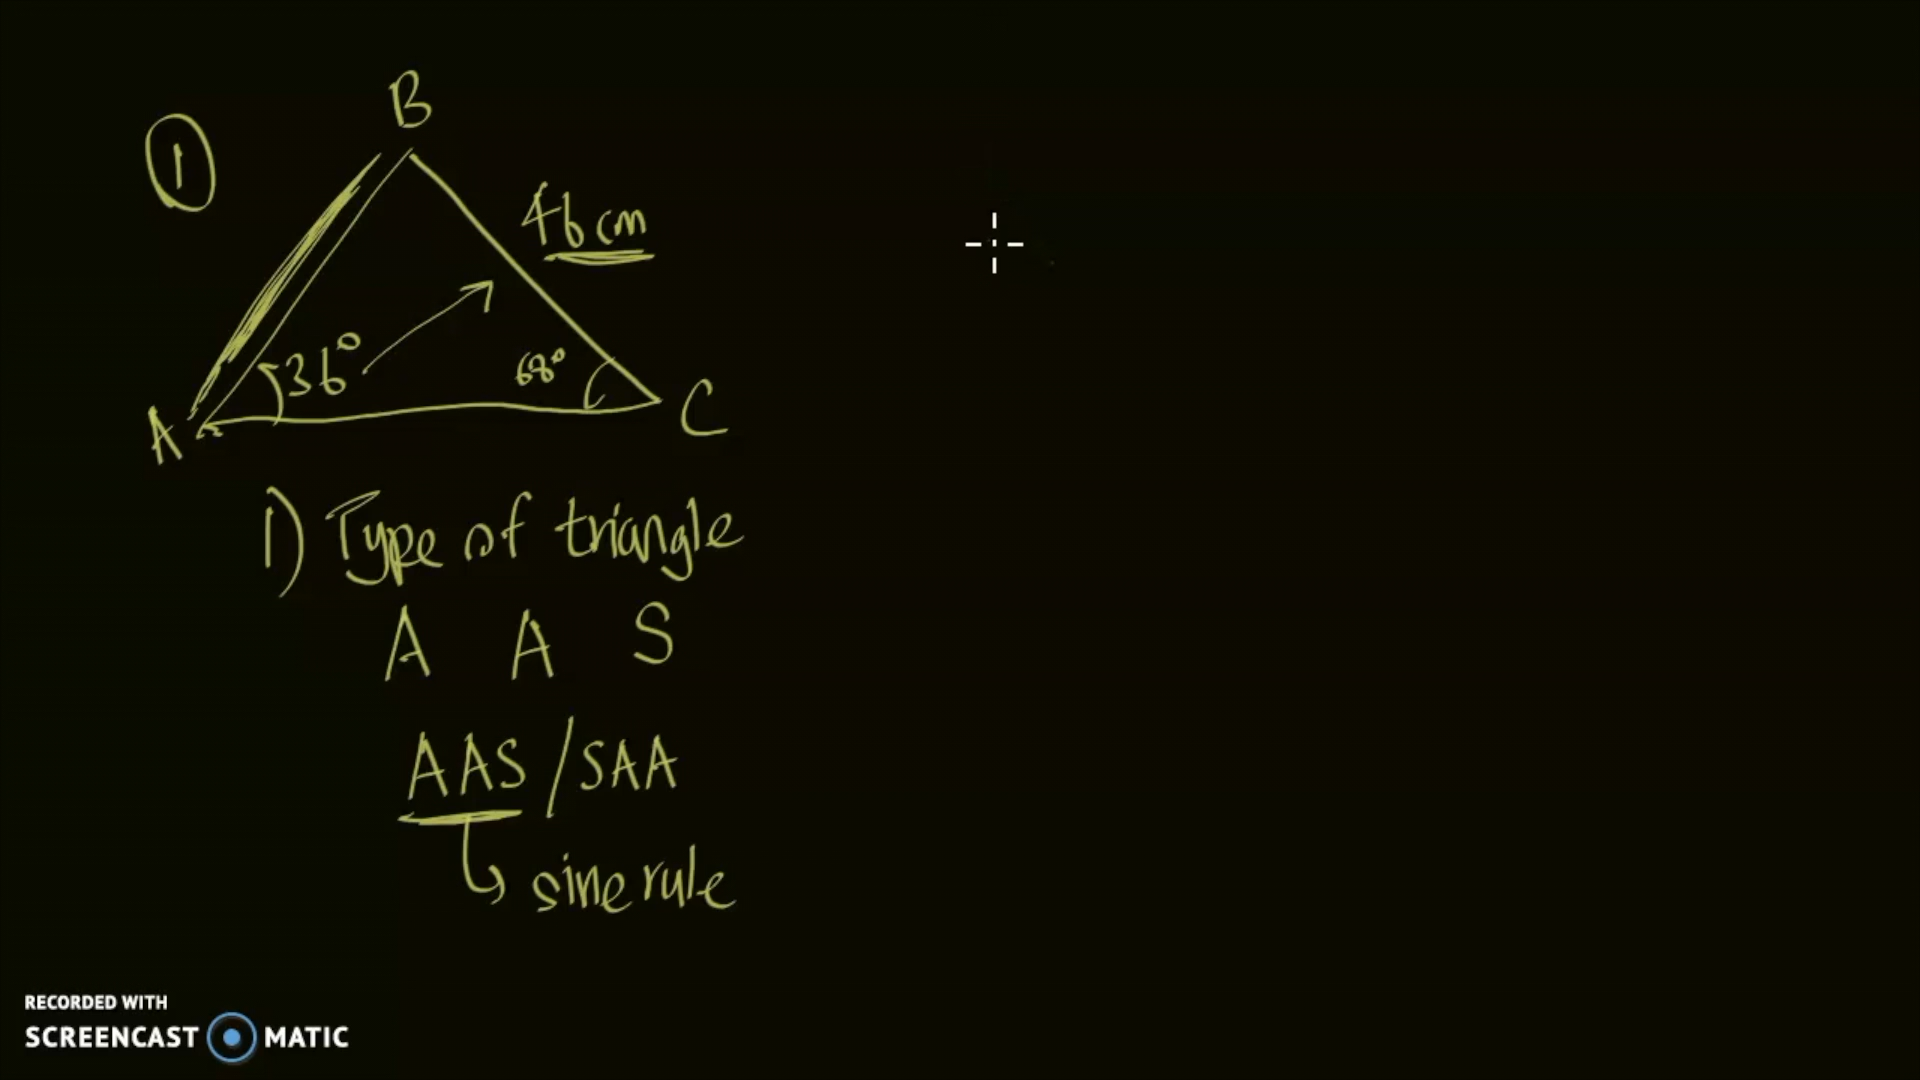 1
B
46cm
36°
68°
A
C
1) Type of triangle
A A S
AAS/SAA
sine rule
RECORDED WITH
SCREENCAST MATIC